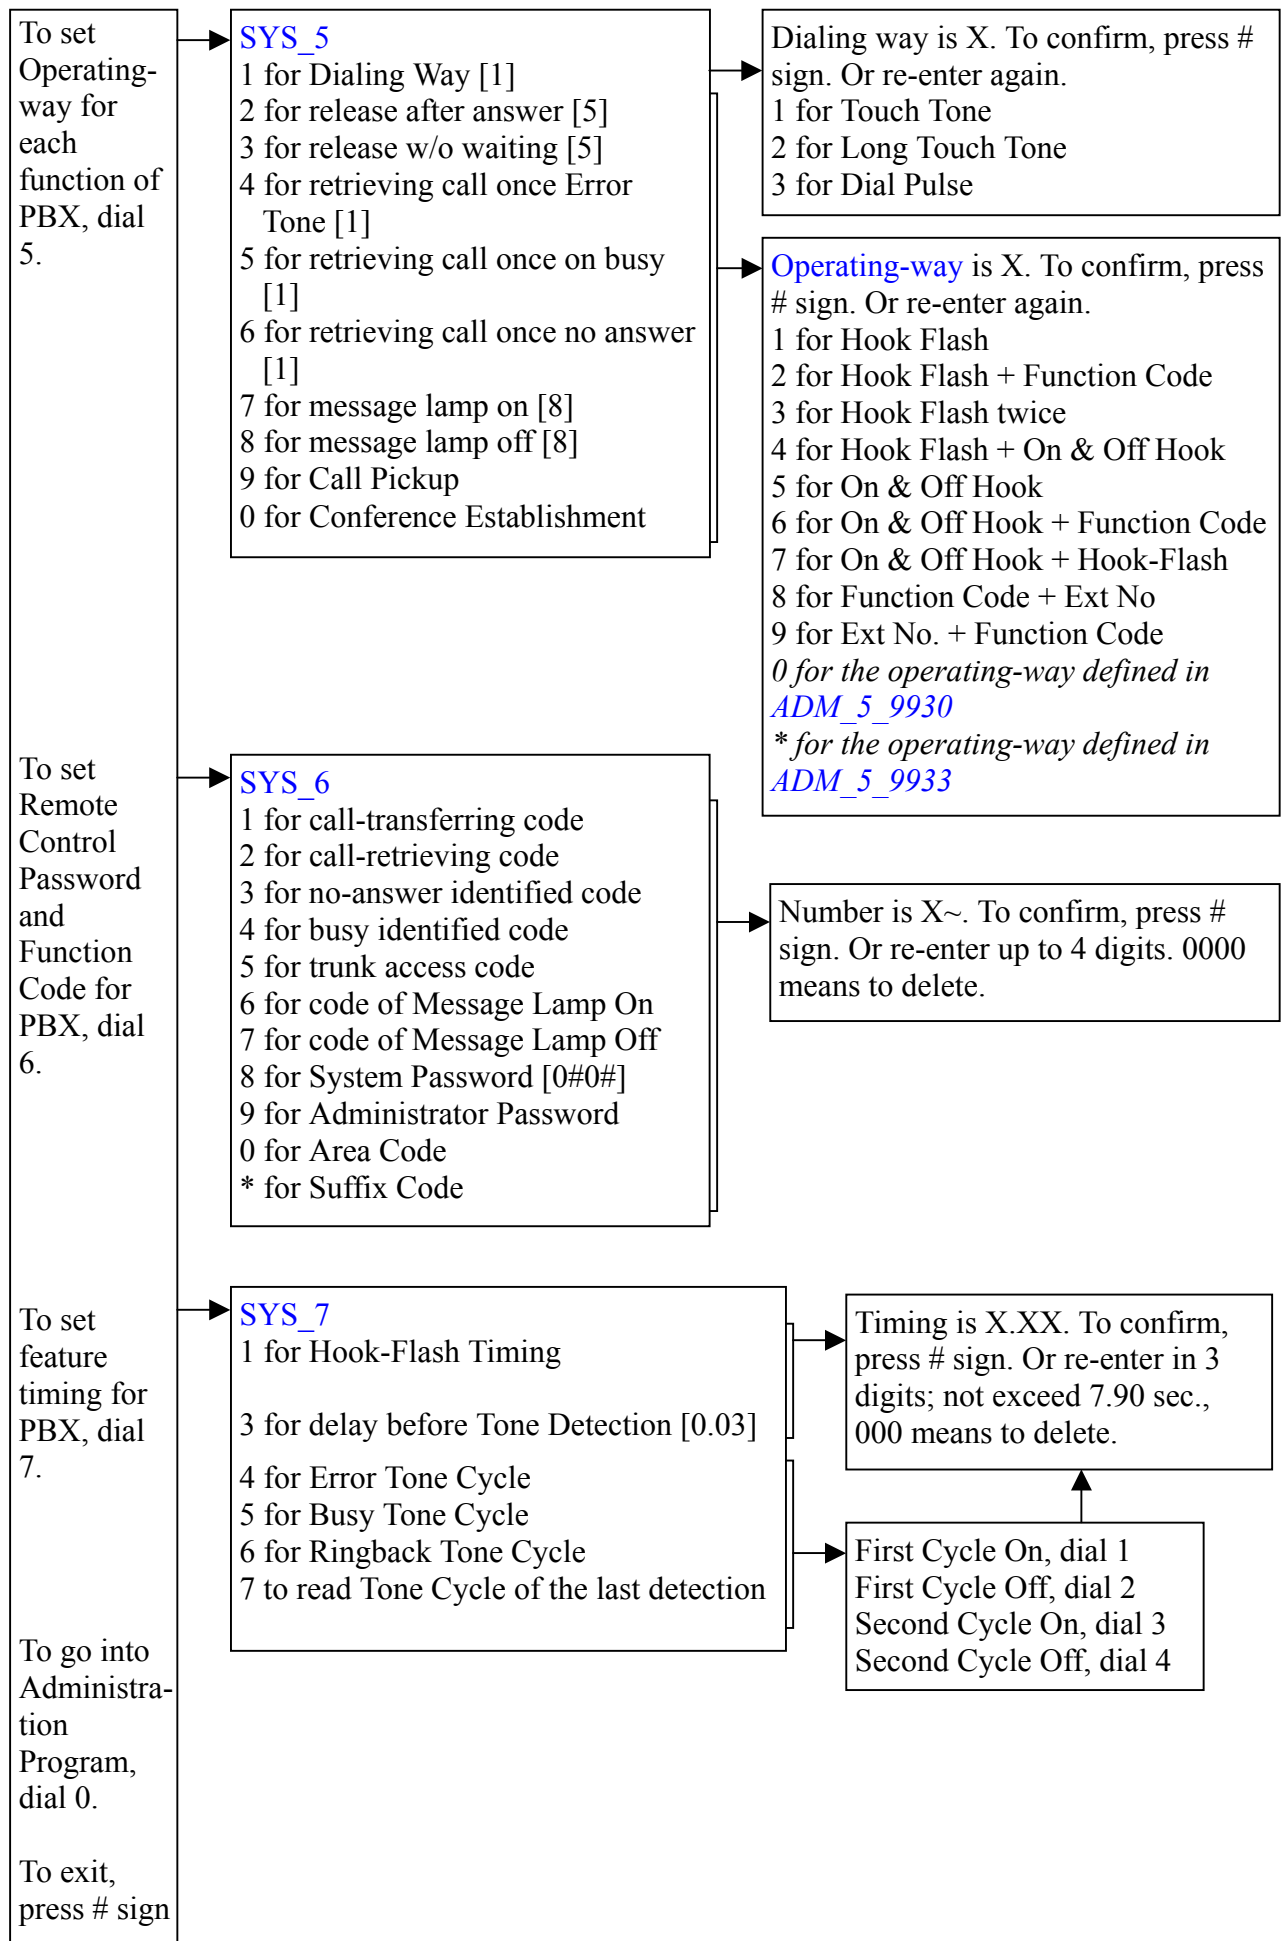 To set
Operating-
way for
each
function of
PBX, dial
5.
SYS_5
1 for Dialing Way [1]
2 for release after answer [5]
3 for release w/o waiting [5]
4 for retrieving call once Error
Tone [1]
5 for retrieving call once on busy
[1]
6 for retrieving call once no answer
[1]
7 for message lamp on [8]
8 for message lamp off [8]
9 for Call Pickup
0 for Conference Establishment
Dialing way is X. To confirm, press #
sign. Or re-enter again.
1 for Touch Tone
2 for Long Touch Tone
3 for Dial Pulse
Operating-way is X. To confirm, press
# sign. Or re-enter again.
1 for Hook Flash
2 for Hook Flash + Function Code
3 for Hook Flash twice
4 for Hook Flash + On & Off Hook
5 for On & Off Hook
6 for On & Off Hook + Function Code
7 for On & Off Hook + Hook-Flash
8 for Function Code + Ext No
9 for Ext No. + Function Code
0 for the operating-way defined in
ADM_5_9930
* for the operating-way defined in
ADM_5_9933
To set
Remote
Control
Password
and
Function
Code for
PBX, dial
6.
SYS_6
1 for call-transferring code
2 for call-retrieving code
3 for no-answer identified code
4 for busy identified code
5 for trunk access code
6 for code of Message Lamp On
7 for code of Message Lamp Off
8 for System Password [0#0#]
9 for Administrator Password
0 for Area Code
* for Suffix Code
Number is X~. To confirm, press #
sign. Or re-enter up to 4 digits. 0000
means to delete.
To set
feature
timing for
PBX, dial
7.
SYS_7
1 for Hook-Flash Timing
3 for delay before Tone Detection [0.03]
4 for Error Tone Cycle
5 for Busy Tone Cycle
6 for Ringback Tone Cycle
7 to read Tone Cycle of the last detection
Timing is X.XX. To confirm,
press # sign. Or re-enter in 3
digits; not exceed 7.90 sec.,
000 means to delete.
First Cycle On, dial 1
First Cycle Off, dial 2
Second Cycle On, dial 3
Second Cycle Off, dial 4
To go into
Administra-
tion
Program,
dial 0.
To exit,
press # sign